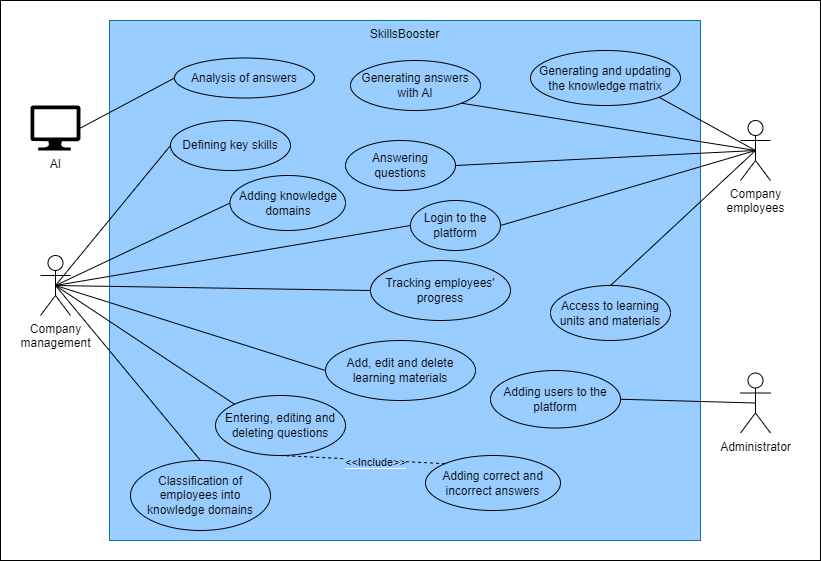 SkillsBooster
Analysis of answers
Generating answers
with AI
Generating and updating
the knowledge matrix
AI
Defining key skills
Answering
questions
Company
employees
Adding knowledge
domains
Login to the
platform
Tracking employees'
progress
Access to learning
units and materials
Company
management
Add, edit and delete
learning materials
Adding users to the
platform
Administrator
Entering, editing and
deleting questions
<<Include>>
Adding correct and
incorrect answers
Classification of
employees into
knowledge domains